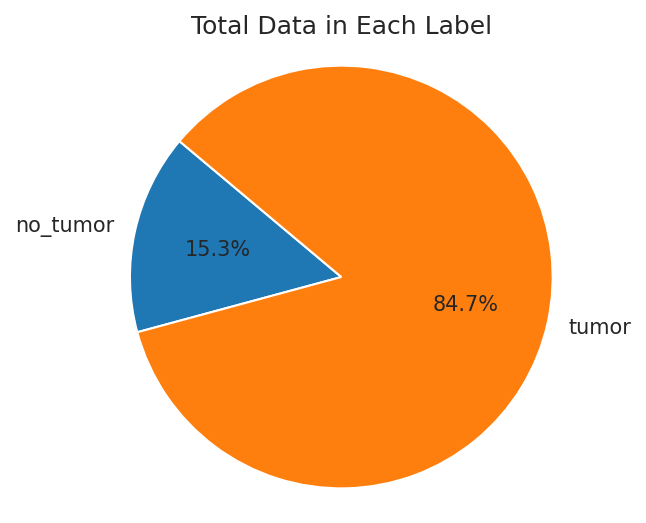 Total Data in Each Label
no_tumor
15.3%
84.7%
tumor